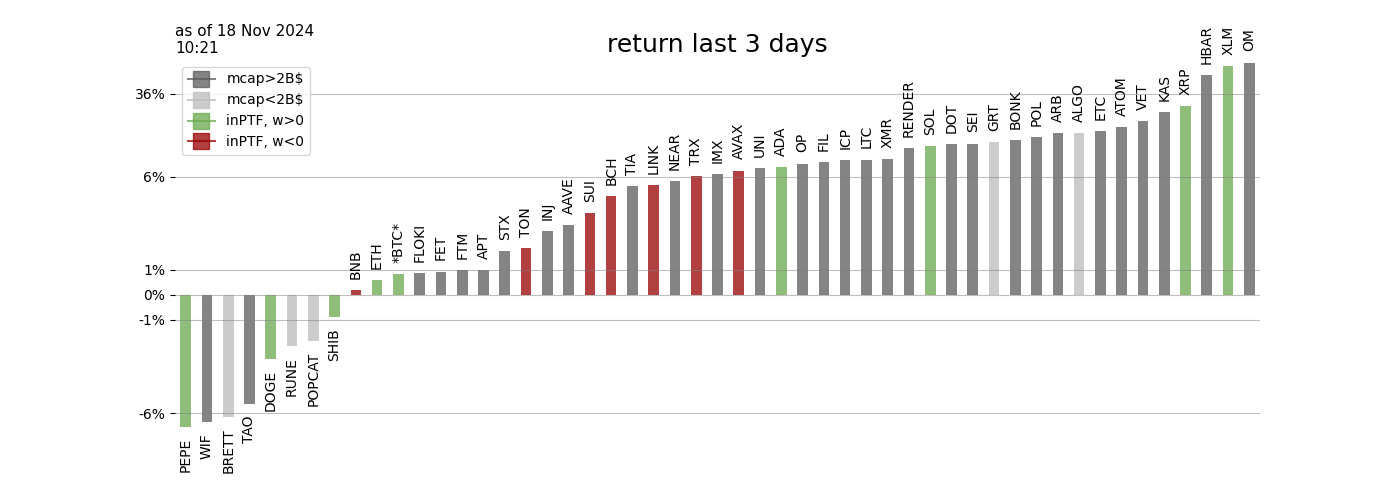 as of 18 Nov 2024
10:21
return last 3 days
mcap>2B$
mcap<2B$
inPTF, w>0
inPTF, w<0
36%
6%
1%
0%
-1%
-6%
PEPE
WIF
BRETT
TAO
DOGE
RUNE
POPCAT
SHIB
BNB
ETH
*BTC*
FLOKI
FET
FTM
APT
STX
TON
INJ
AAVE
SUI
BCH
TIA
LINK
NEAR
TRX
IMX
AVAX
UNI
ADA
OP
FIL
ICP
LTC
XMR
RENDER
SOL
DOT
SEI
GRT
BONK
POL
ARB
ALGO
ETC
ATOM
VET
KAS
XRP
HBAR
XLM
OM